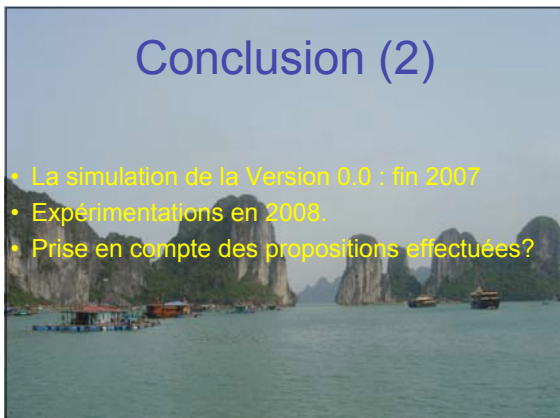 Conclusion (2)
• La simulation de la Version 0.0 : fin 2007
• Expérimentations en 2008.
• Prise en compte des propositions effectuées?